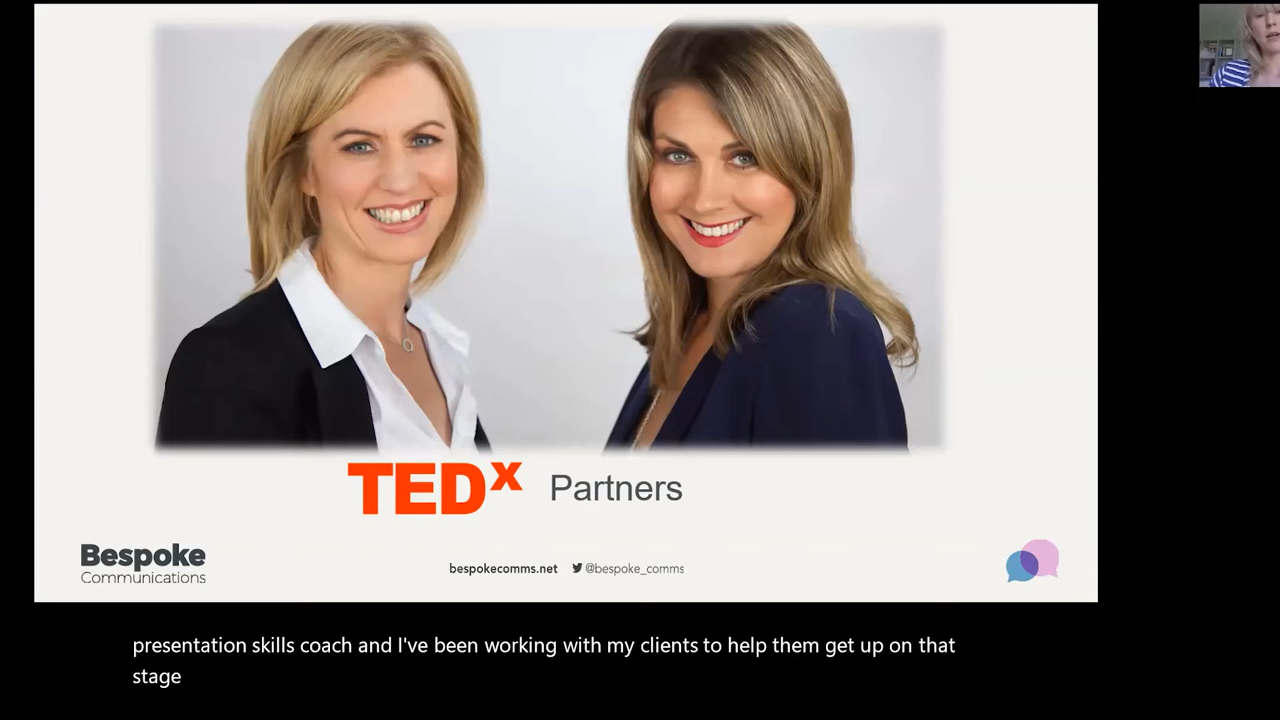 TEDx Partners
Bespoke
Communications
bespokecomms.net @bespoke_comms
presentation skills coach and I've been working with my clients to help them get up on that
stage